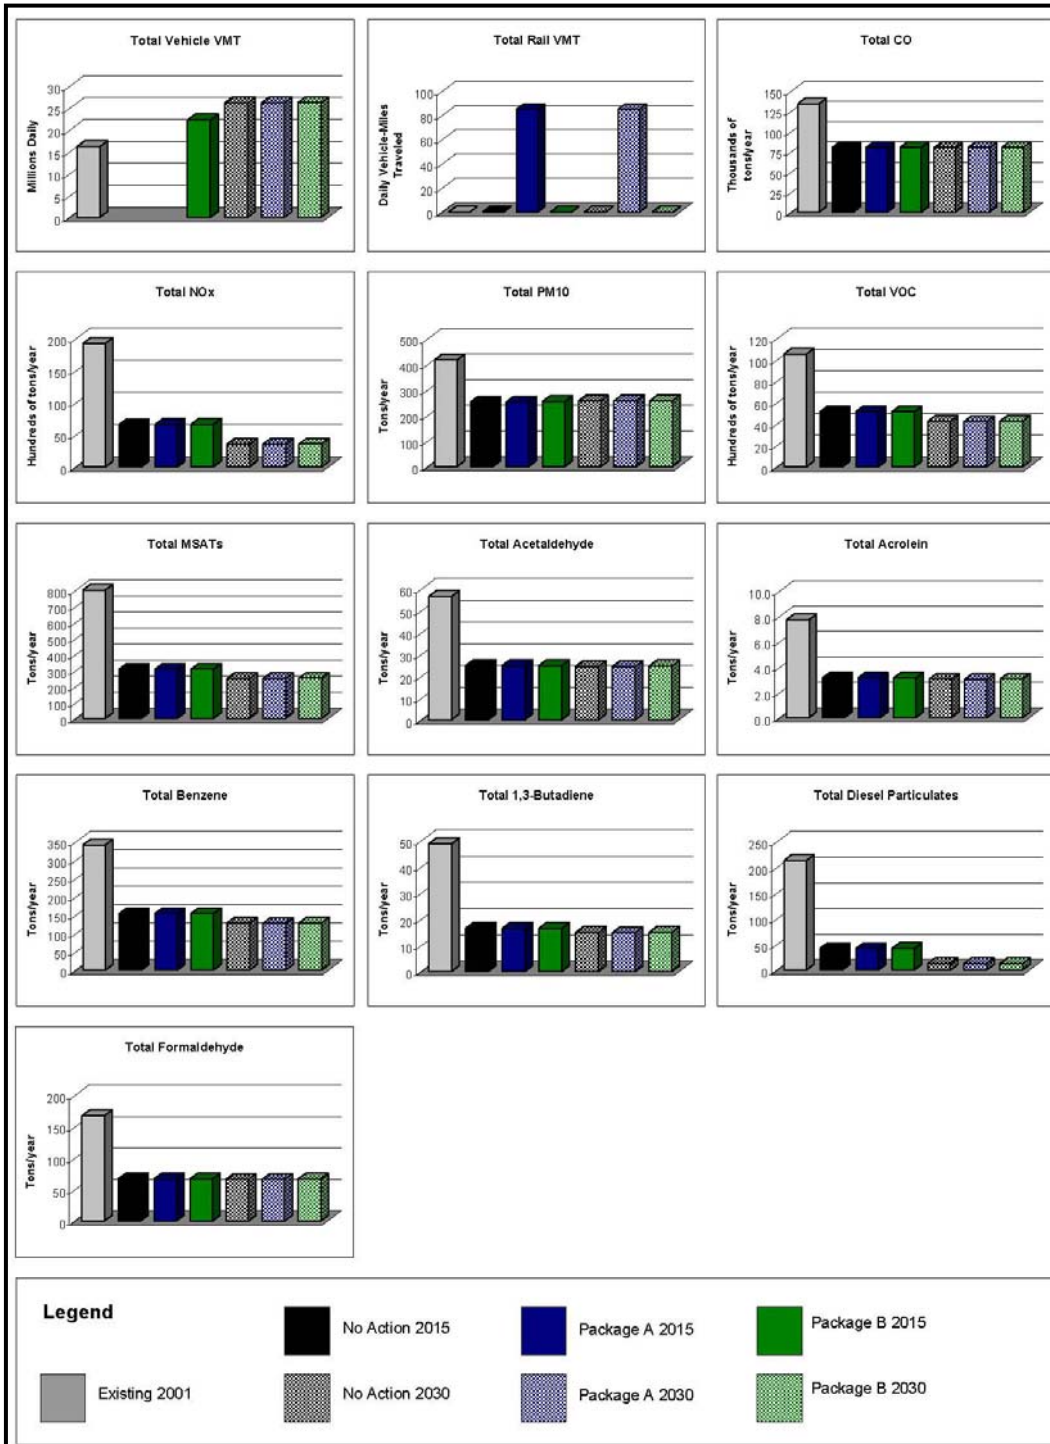 Total Vehicle VMT
Millions Daily
30
25
20
15
10
5
0
Total Rail VMT
Daily Vehicle-Miles
Traveled
100
80
60
40
20
0
Total CO
Thousands of
tons/year
150
125
100
75
50
25
0
Total NOx
Hundreds of tons/year
200
150
100
50
0
Total PM10
Tons/year
500
400
300
200
100
0
Total VOC
Hundreds of tons/year
120
100
80
60
40
20
0
Total MSATs
Tons/year
800
700
600
500
400
300
200
100
0
Total Acetaldehyde
Tons/year
60
50
40
30
20
10
0
Total Acrolein
Tons/year
10.0
8.0
6.0
4.0
2.0
0.0
Total Benzene
Tons/year
350
300
250
200
150
100
50
0
Total 1,3-Butadiene
Tons/year
50
40
30
20
10
0
Total Diesel Particulates
Tons/year
250
200
150
100
50
0
Total Formaldehyde
Tons/year
200
150
100
50
0
Legend
No Action 2015
Package A 2015
Package B 2015
Existing 2001
No Action 2030
Package A 2030
Package B 2030